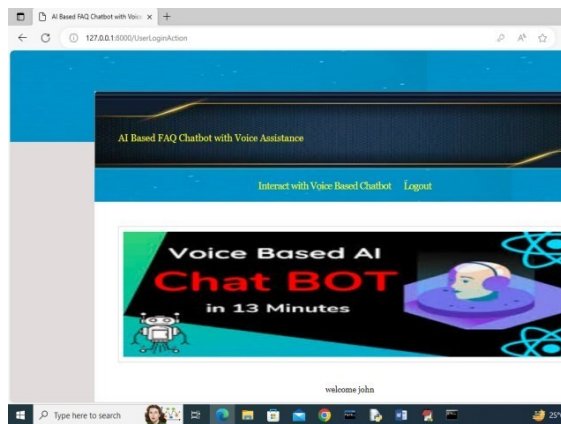 AI Based FAQ Chatbot with Voic
127.0.0.1:8000/UserLoginAction
AI Based FAQ Chatbot with Voice Assistance
Interact with Voice Based Chatbot Logout
Voice Based AI
Chat BOT
in 13 Minutes
welcome john
Type here to search
25°